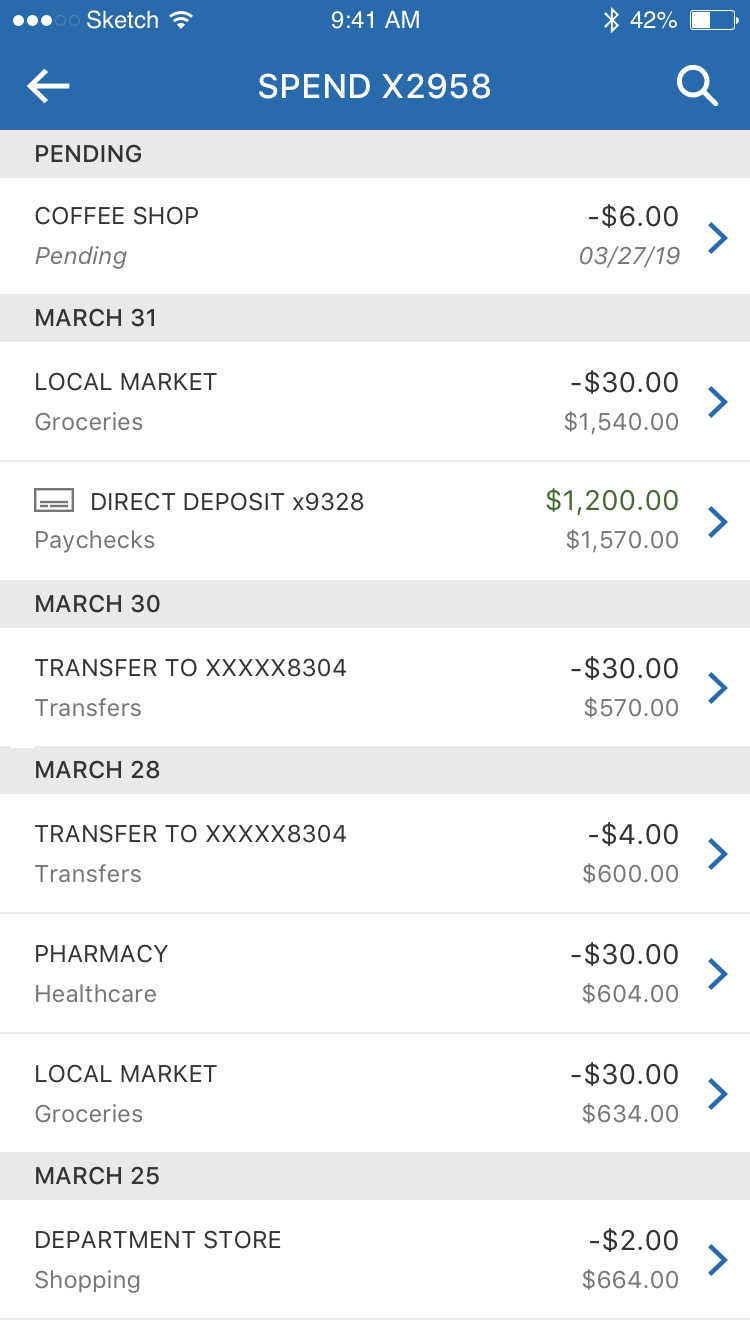 Sketch 9:41 AM 42%
SPEND X2958
PENDING
COFFEE SHOP -$6.00
Pending 03/27/19
MARCH 31
LOCAL MARKET -$30.00
Groceries $1,540.00
DIRECT DEPOSIT x9328 $1,200.00
Paychecks $1,570.00
MARCH 30
TRANSFER TO XXXXX8304 -$30.00
Transfers $570.00
MARCH 28
TRANSFER TO XXXXX8304 -$4.00
Transfers $600.00
PHARMACY -$30.00
Healthcare $604.00
LOCAL MARKET -$30.00
Groceries $634.00
MARCH 25
DEPARTMENT STORE -$2.00
Shopping $664.00